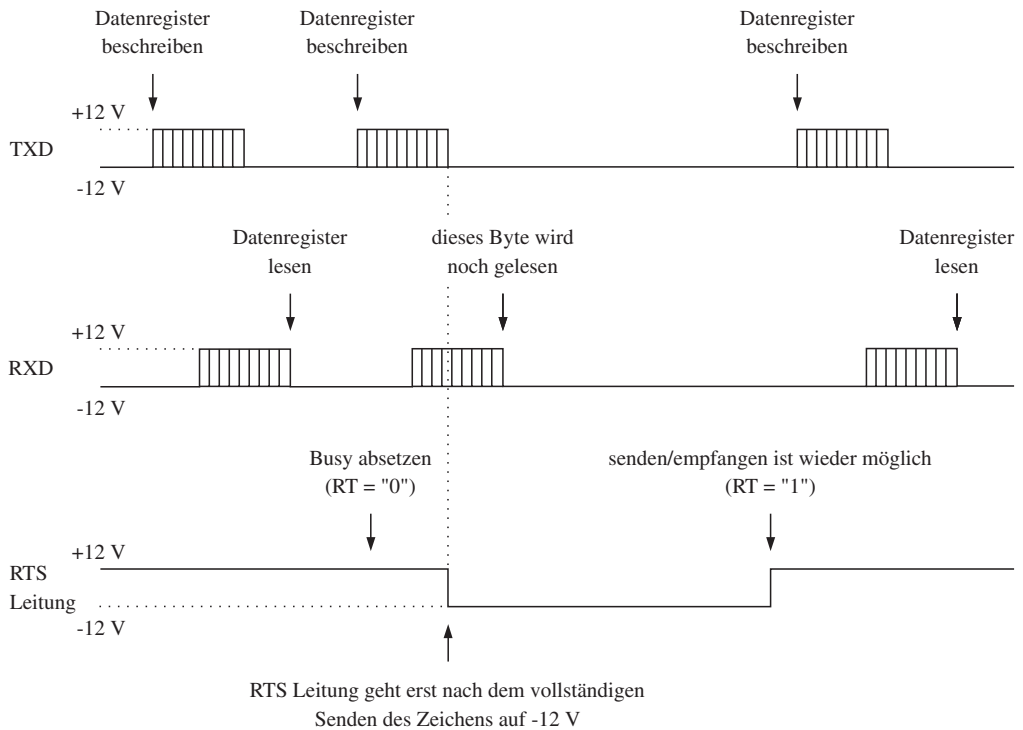 Datenregister
beschreiben
Datenregister
beschreiben
Datenregister
beschreiben
+12 V
TXD
-12 V
Datenregister
lesen
dieses Byte wird
noch gelesen
Datenregister
lesen
+12 V
RXD
-12 V
Busy absetzen
(RT = "0")
senden/empfangen ist wieder möglich
(RT = "1")
+12 V
RTS
Leitung
-12 V
RTS Leitung geht erst nach dem vollständigen
Senden des Zeichens auf -12 V